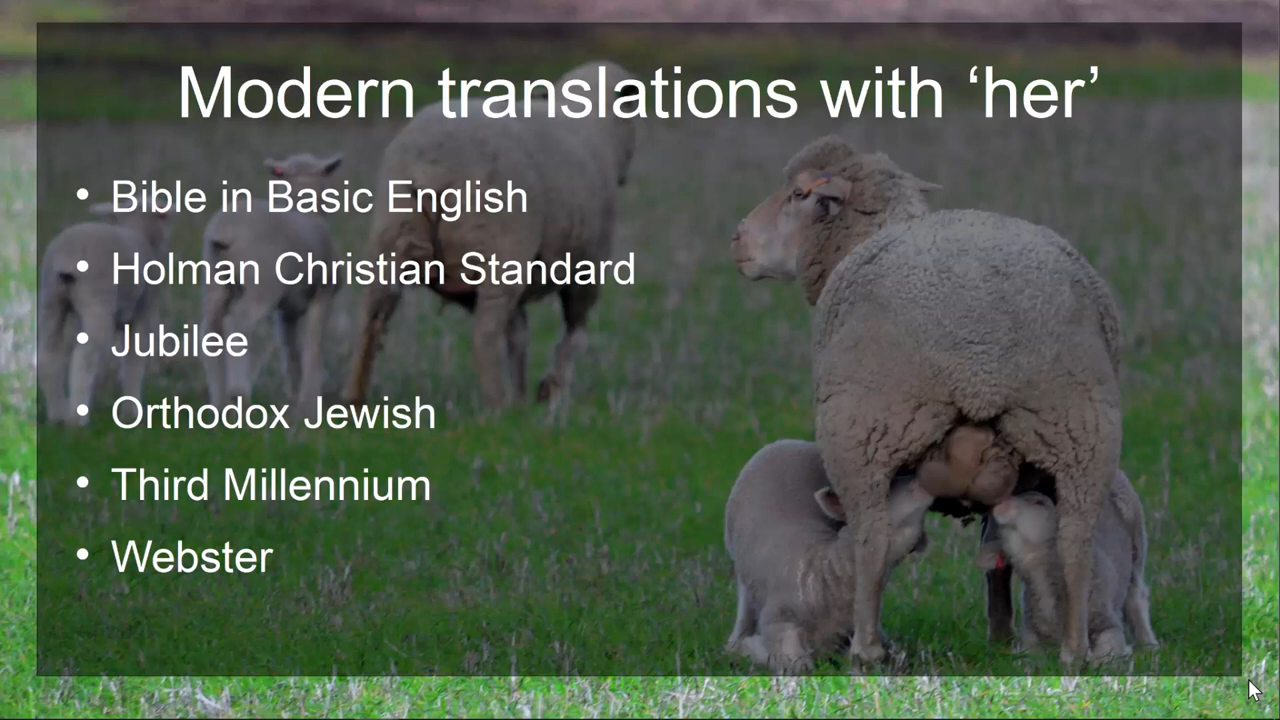 Modern translations with ‘her’
• Bible in Basic English
• Holman Christian Standard
• Jubilee
• Orthodox Jewish
• Third Millennium
• Webster